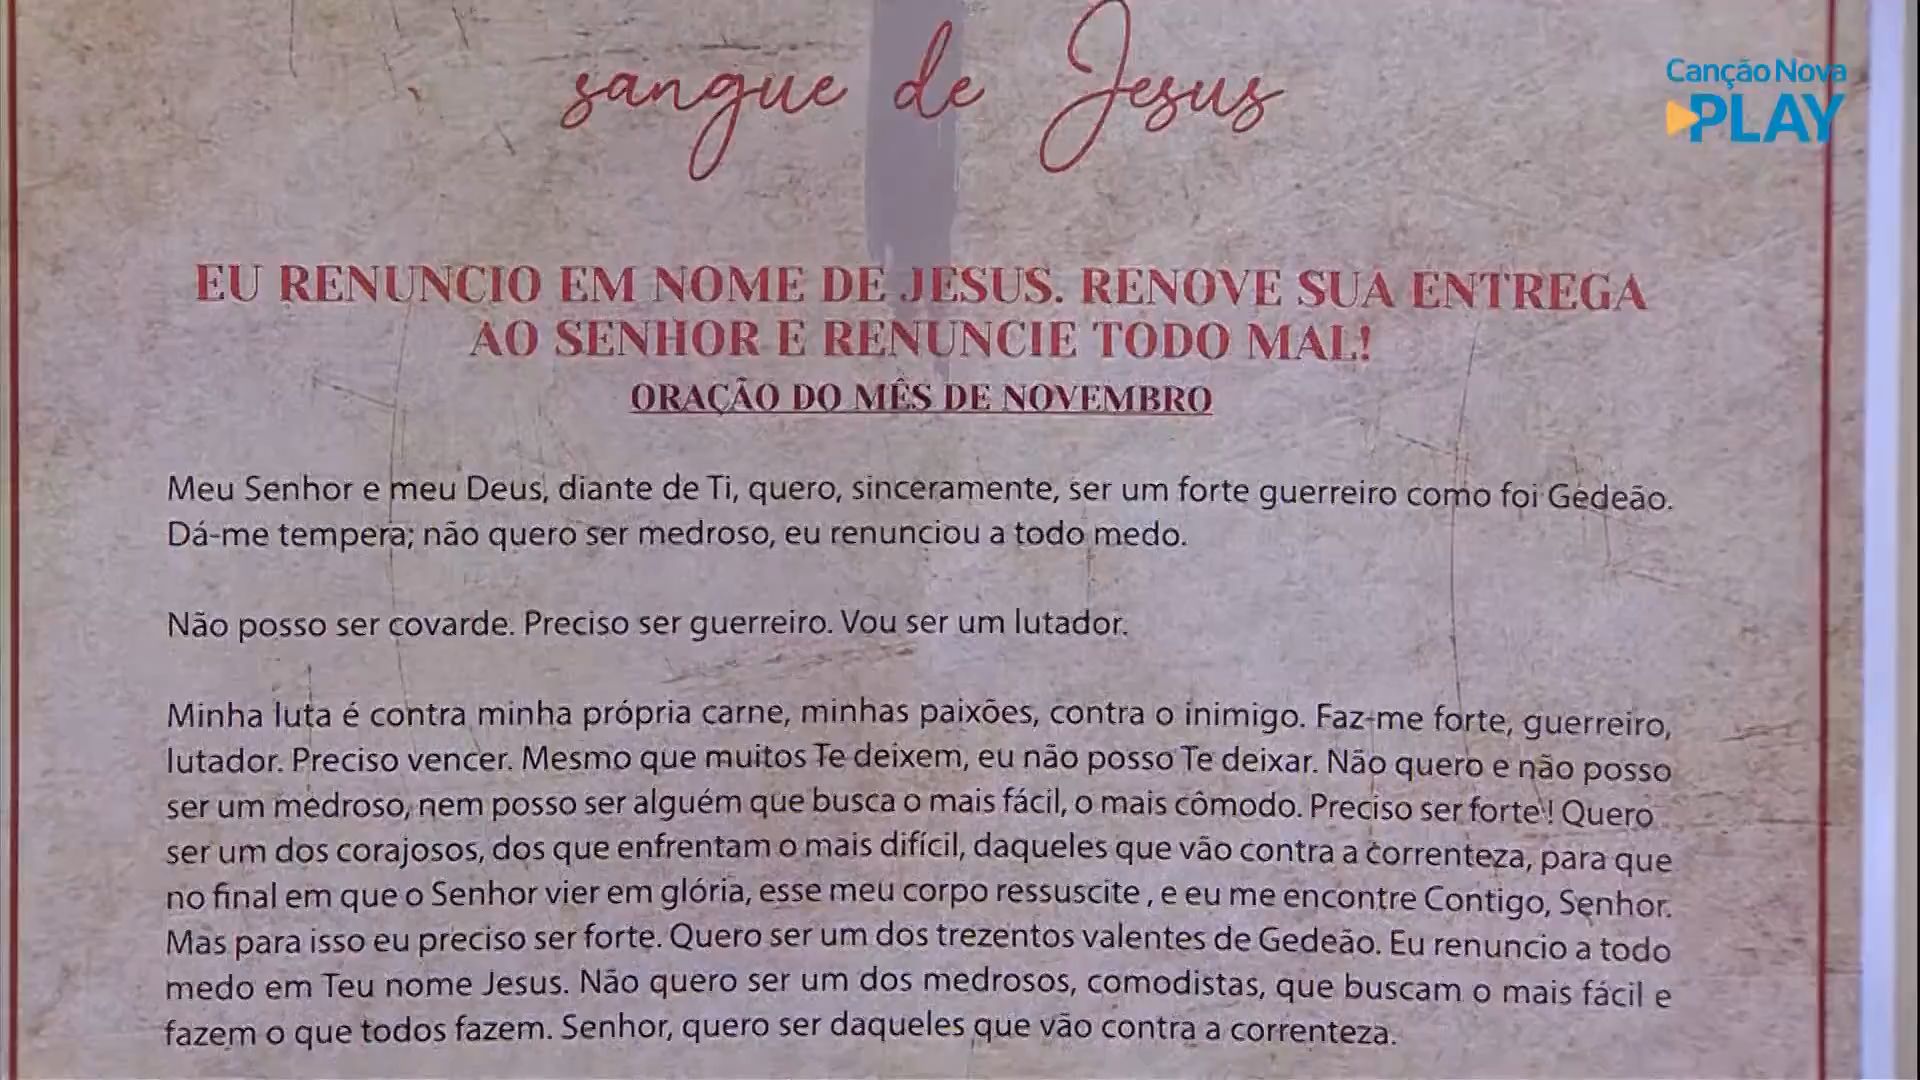 sangue de Jesus
Canção Nova
PLAY
EU RENUNCIO EM NOME DE JESUS. RENOVE SUA ENTREGA
AO SENHOR E RENUNCIE TODO MAL!
ORAÇÃO DO MÊS DE NOVEMBRO
Meu Senhor e meu Deus, diante de Ti, quero, sinceramente, ser um forte guerreiro como foi Gedeão.
Dá-me tempera; não quero ser medroso, eu renunciou a todo medo.
Não posso ser covarde. Preciso ser guerreiro. Vou ser um lutador.
Minha luta é contra minha própria carne, minhas paixões, contra o inimigo. Faz-me forte, guerreiro,
lutador. Preciso vencer. Mesmo que muitos Te deixem, eu não posso Te deixar. Não quero e não posso
ser um medroso, nem posso ser alguém que busca o mais fácil, o mais cômodo. Preciso ser forte! Quero
ser um dos corajosos, dos que enfrentam o mais difícil, daqueles que vão contra a correnteza, para que
no final em que o Senhor vier em glória, esse meu corpo ressuscite , e eu me encontre Contigo, Senhor.
Mas para isso eu preciso ser forte. Quero ser um dos trezentos valentes de Gedeão. Eu renuncio a todo
medo em Teu nome Jesus. Não quero ser um dos medrosos, comodistas, que buscam o mais fácil e
fazem o que todos fazem. Senhor, quero ser daqueles que vão contra a correnteza.